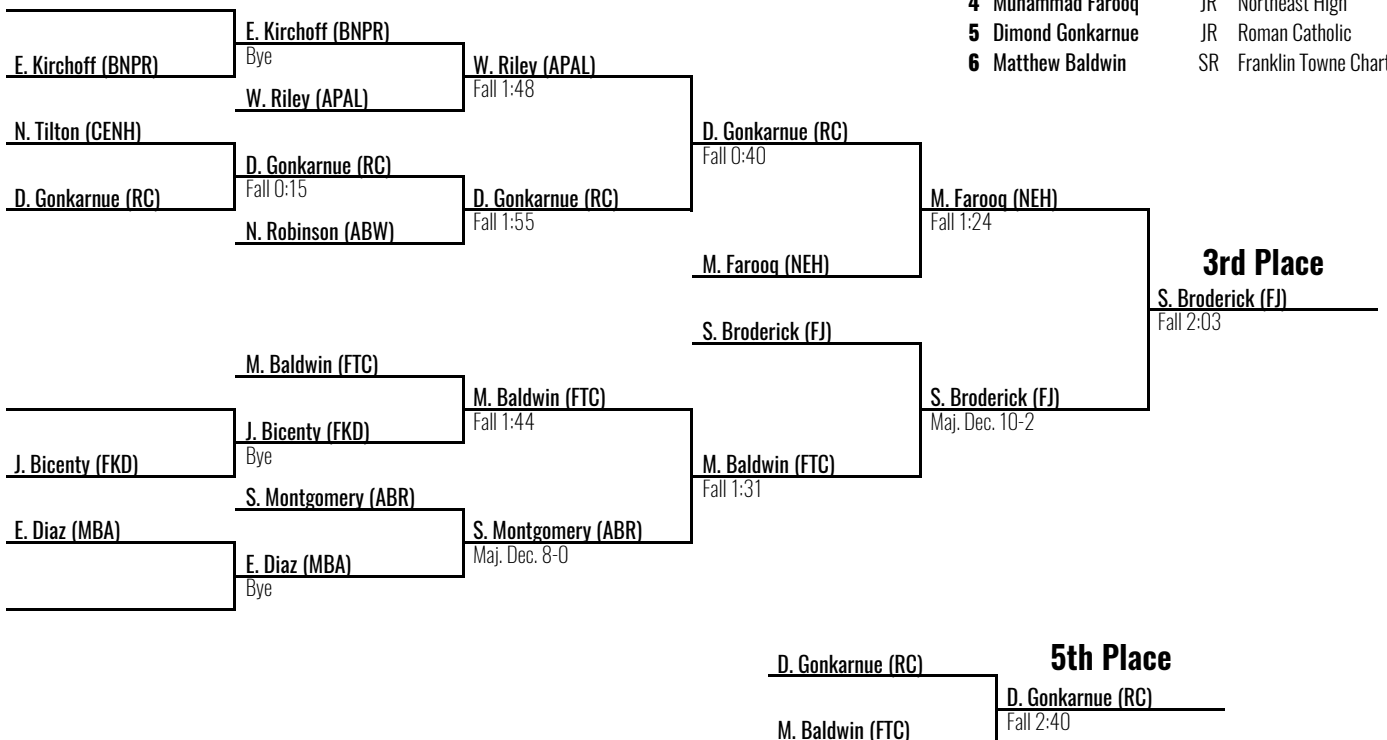 4 Muhammad Farooq JR Northeast High
5 Dimond Gonkarnue JR Roman Catholic
6 Matthew Baldwin SR Franklin Towne Chart
E. Kirchoff (BNPR)
Bye
E. Kirchoff (BNPR)
W. Riley (APAL)
Fall 1:48
W. Riley (APAL)
N. Tilton (CENH)
D. Gonkarnue (RC)
Fall 0:40
D. Gonkarnue (RC)
Fall 0:15
D. Gonkarnue (RC)
D. Gonkarnue (RC)
Fall 1:55
M. Farooq (NEH)
Fall 1:24
N. Robinson (ABW)
M. Farooq (NEH)
3rd Place
S. Broderick (FJ)
Fall 2:03
S. Broderick (FJ)
M. Baldwin (FTC)
M. Baldwin (FTC)
Fall 1:44
S. Broderick (FJ)
Maj. Dec. 10-2
J. Bicenty (FKD)
Bye
J. Bicenty (FKD)
M. Baldwin (FTC)
Fall 1:31
S. Montgomery (ABR)
E. Diaz (MBA)
S. Montgomery (ABR)
Maj. Dec. 8-0
E. Diaz (MBA)
Bye
5th Place
D. Gonkarnue (RC)
D. Gonkarnue (RC)
Fall 2:40
M. Baldwin (FTC)